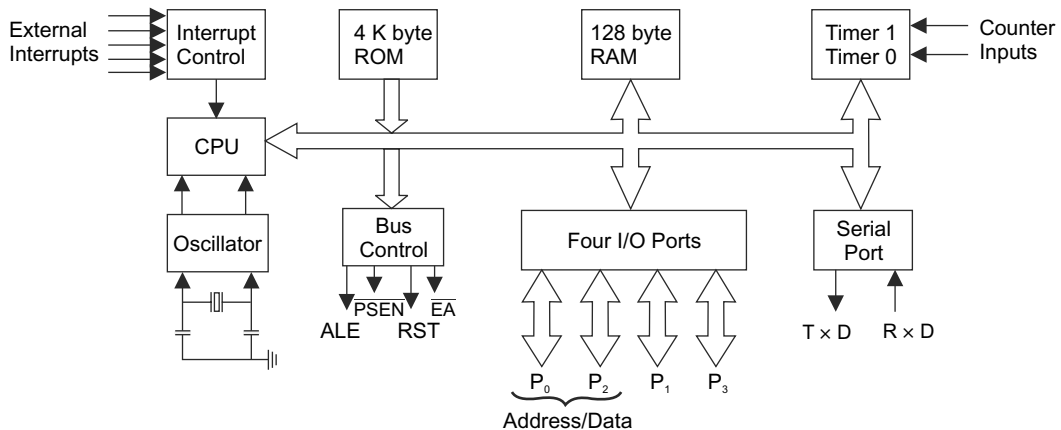 External
Interrupts
Interrupt
Control
4 K byte
ROM
128 byte
RAM
Timer 1
Timer 0
Counter
Inputs
CPU
Oscillator
Bus
Control
Four I/O Ports
Serial
Port
ALE
PSEN
RST
EA
T × D
R × D
P₀
P₂
P₁
P₃
Address/Data